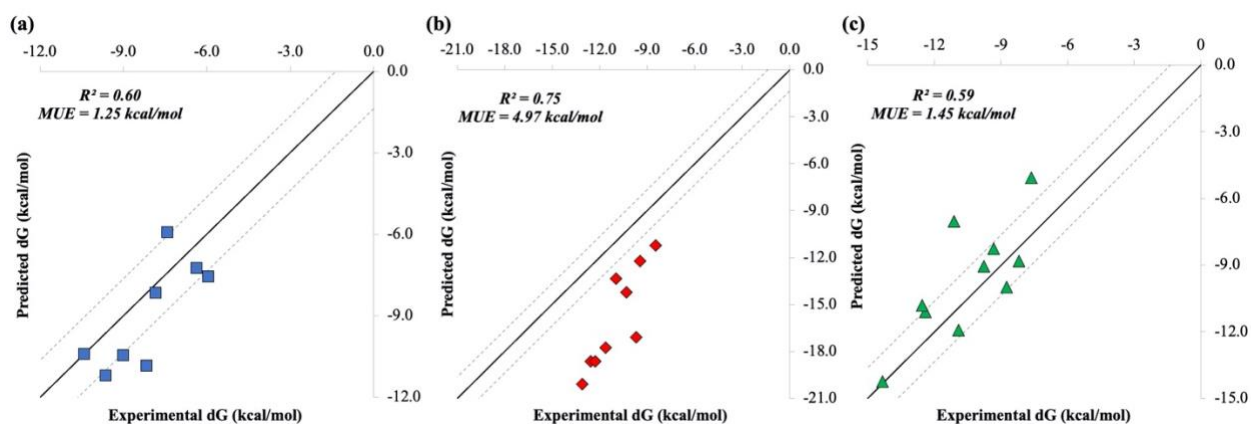 (a)
-12.0 -9.0 -6.0 -3.0 0.0
0.0
-3.0
-6.0
-9.0
-12.0
R² = 0.60
MUE = 1.25 kcal/mol
Predicted dG (kcal/mol)
Experimental dG (kcal/mol)
(b)
-21.0 -18.0 -15.0 -12.0 -9.0 -6.0 -3.0 0.0
0.0
-3.0
-6.0
-9.0
-12.0
-15.0
-18.0
-21.0
R² = 0.75
MUE = 4.97 kcal/mol
Predicted dG (kcal/mol)
Experimental dG (kcal/mol)
(c)
-15 -12 -9 -6 -3 0
0.0
-3.0
-6.0
-9.0
-12.0
-15.0
R² = 0.59
MUE = 1.45 kcal/mol
Predicted dG (kcal/mol)
Experimental dG (kcal/mol)